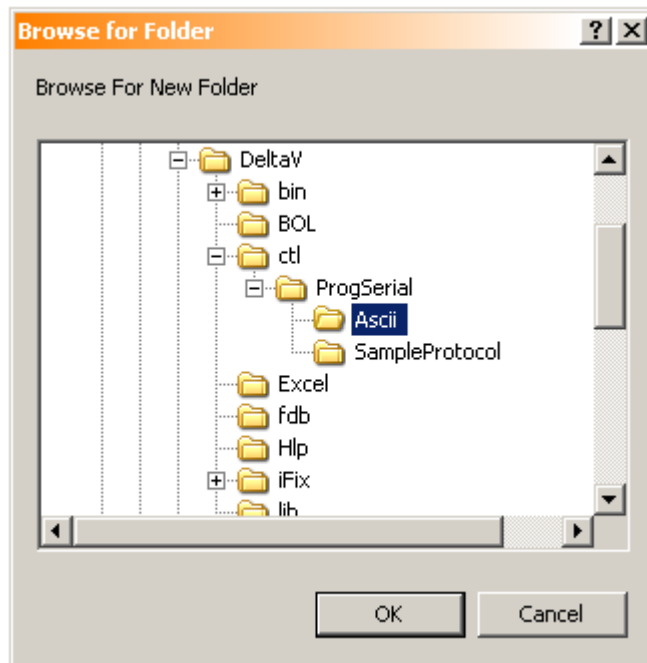 Browse for Folder
Browse For New Folder
DeltaV
bin
BOL
ctl
ProgSerial
Ascii
SampleProtocol
Excel
fdb
Hlp
iFix
lib
OK Cancel